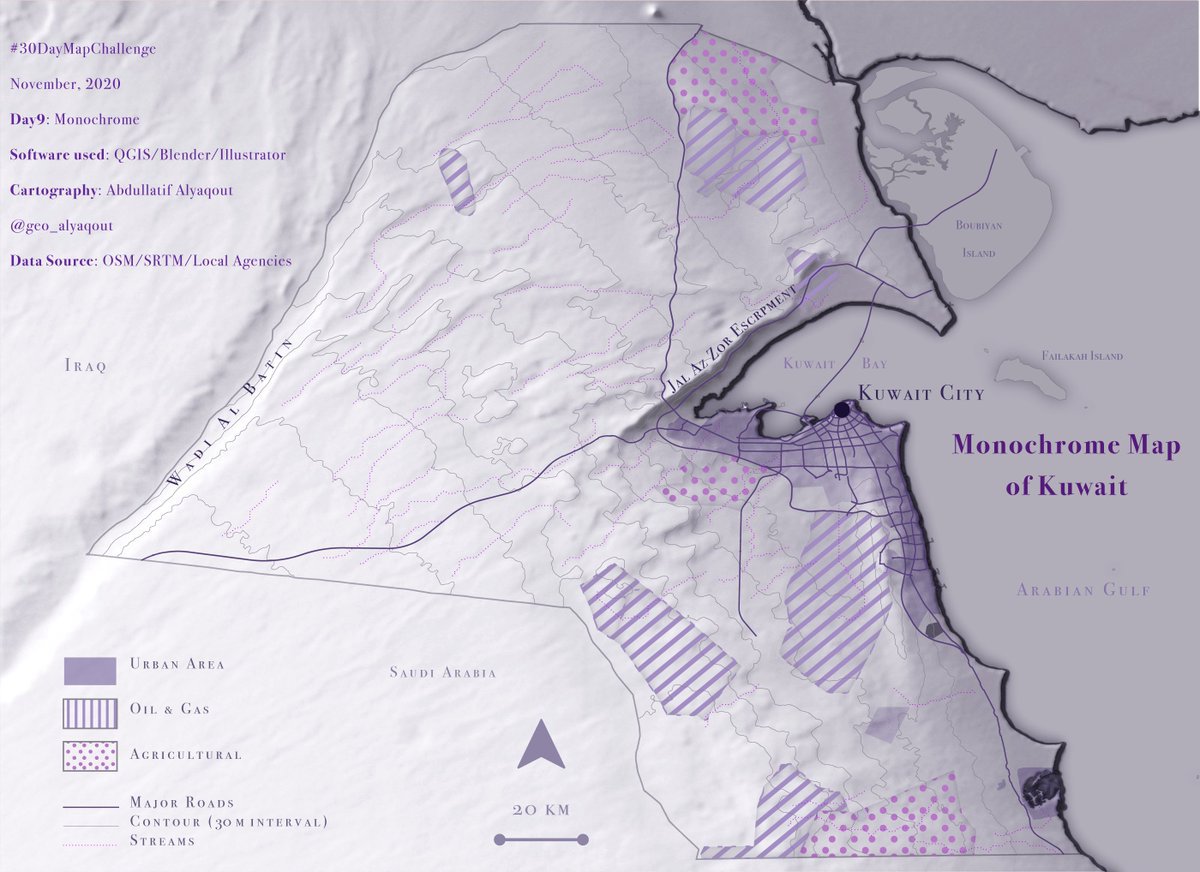 #30DayMapChallenge
November, 2020
Day9: Monochrome
Software used: QGIS/Blender/Illustrator
Cartography: Abdullatif Alyaqout
@geo_alyaqout
Data Source: OSM/SRTM/Local Agencies
Boubiyan
Island
Jal Az Zor Escrpment
Wadi Al Batin
Iraq
Kuwait Bay
Failakah Island
Kuwait City
Monochrome Map
of Kuwait
Arabian Gulf
Saudi Arabia
Urban Area
Oil & Gas
Agricultural
Major Roads
Contour (30m interval)
Streams
20 km